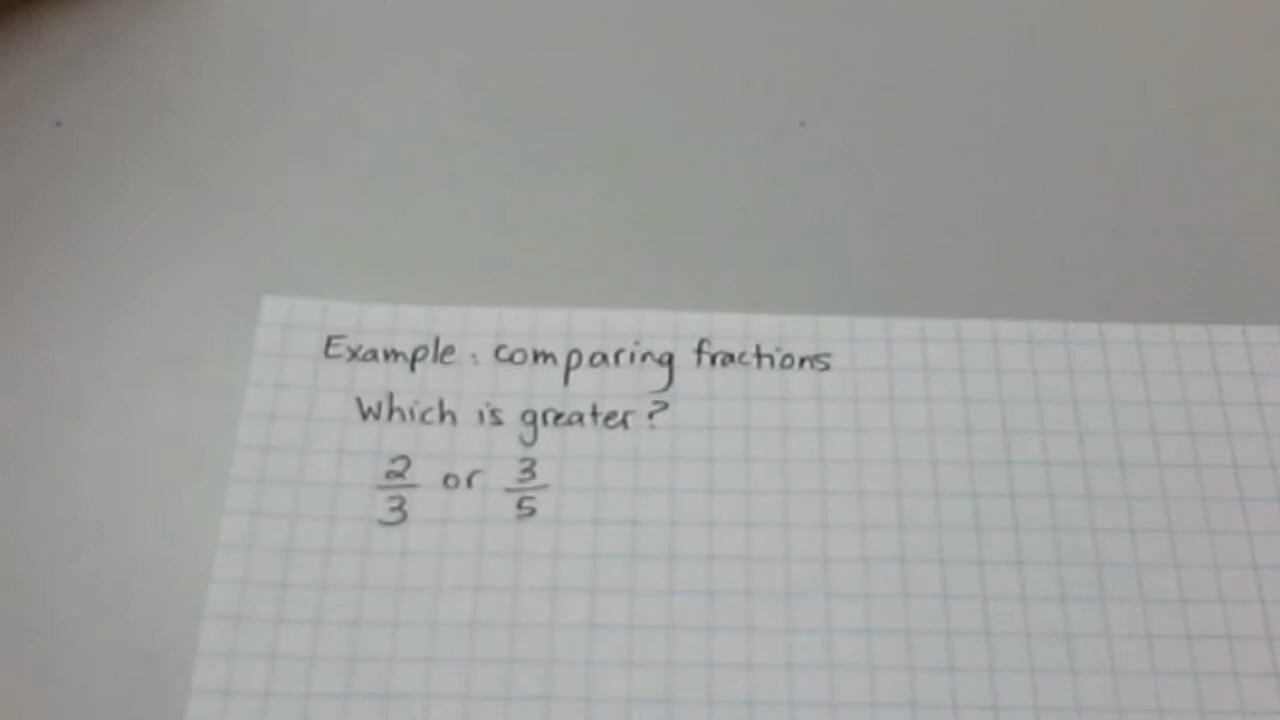 Example: comparing fractions
Which is greater?
2/3 or 3/5